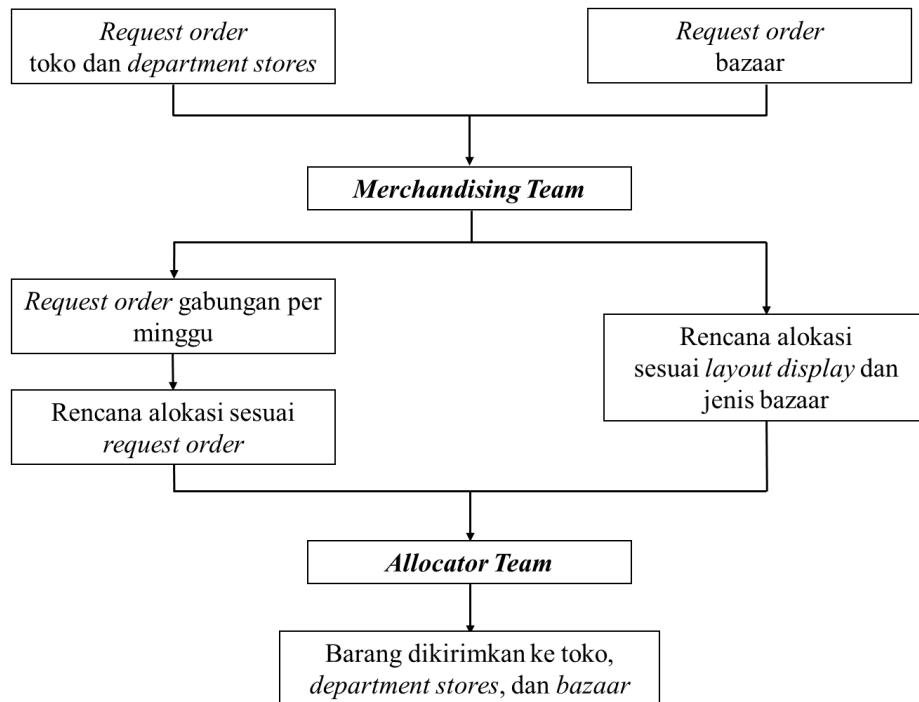 Request order
toko dan department stores
Request order
bazaar
Merchandising Team
Request order gabungan per
minggu
Rencana alokasi sesuai
request order
Rencana alokasi
sesuai layout display dan
jenis bazaar
Allocator Team
Barang dikirimkan ke toko,
department stores, dan bazaar